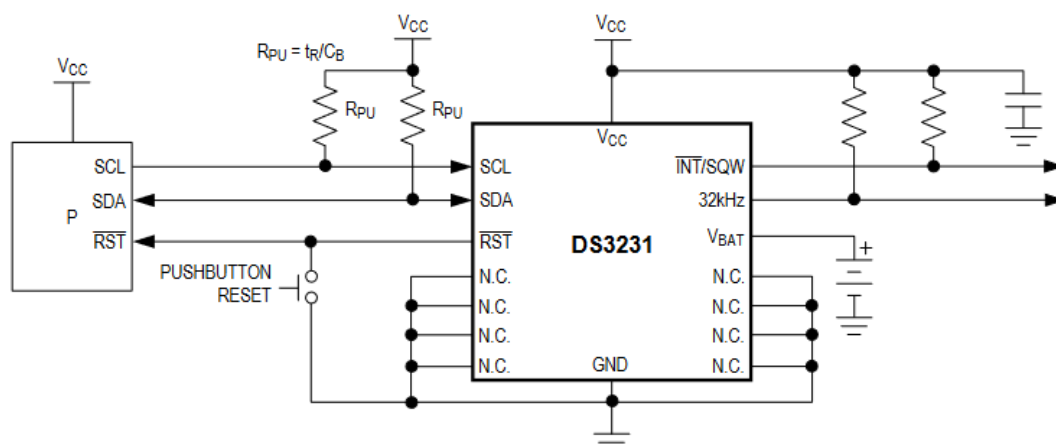 VCC
VCC
RPU = tR/CB
VCC
RPU
RPU
VCC
SCL
SCL
INT/SQW
SDA
P
SDA
32kHz
RST
RST
DS3231
VBAT
+
PUSHBUTTON
RESET
N.C.
N.C.
N.C.
N.C.
N.C.
N.C.
N.C.
GND
N.C.